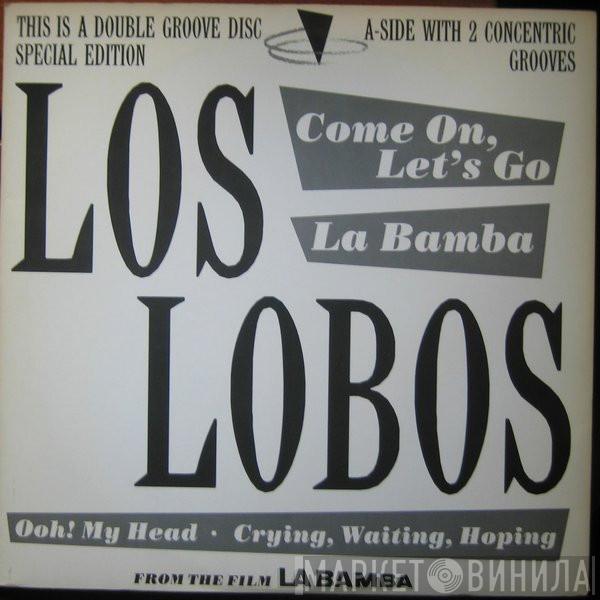 THIS IS A DOUBLE GROOVE DISC
SPECIAL EDITION
A-SIDE WITH 2 CONCENTRIC
GROOVES
LOS
Come On,
Let's Go
La Bamba
LOBOS
Ooh! My Head · Crying, Waiting, Hoping
FROM THE FILM LA BAMBA
МАРКЕТ ВИНИЛА